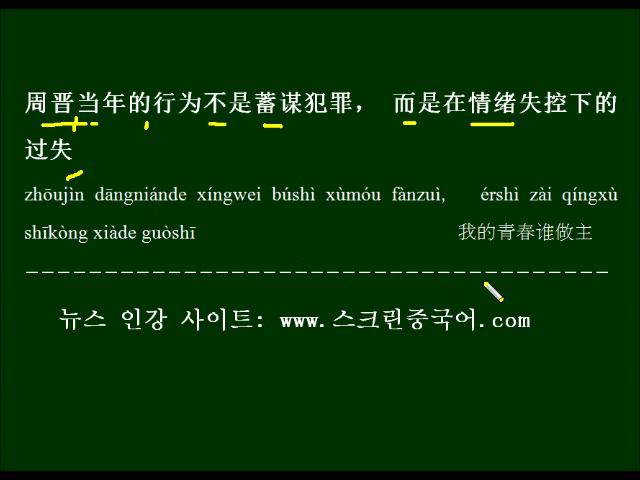 周晋当年的行为不是蓄谋犯罪， 而是在情绪失控下的
过失
zhōujìn dāngniánde xíngwei búshì xùmóu fànzuì, érshì zài qíngxù
shīkòng xiàde guòshī 我的青春谁做主
---------------------------------------
뉴스 인강 사이트: www.스크린중국어.com